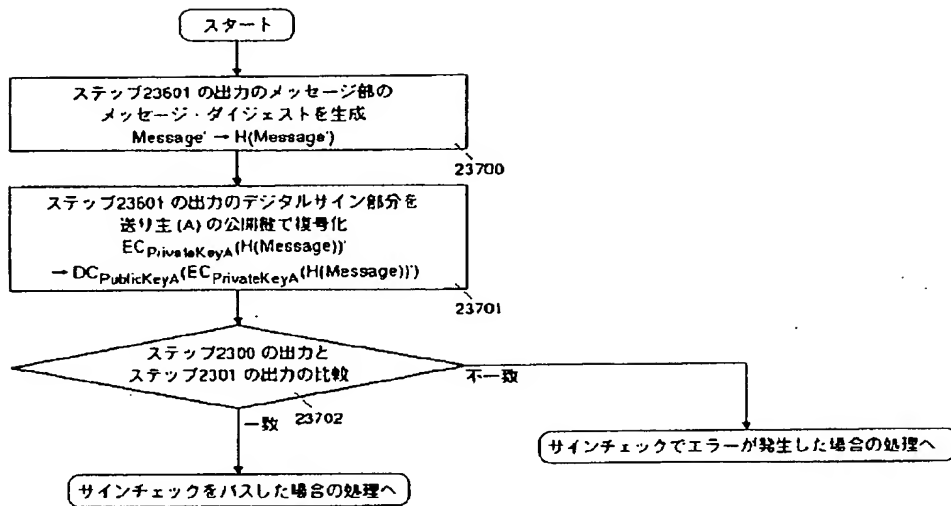 スタート
ステップ23601 の出力のメッセージ部の
メッセージ・ダイジェストを生成
Message' → H(Message')
23700
ステップ23601 の出力のデジタルサイン部分を
送り主 (A) の公開鍵で復号化
EC PrivateKeyA(H(Message))'
→ DC PublicKeyA(EC PrivateKeyA(H(Message))')
23701
ステップ2300 の出力と
ステップ2301 の出力の比較
不一致
23702
一致
サインチェックでエラーが発生した場合の処理へ
サインチェックをパスした場合の処理へ